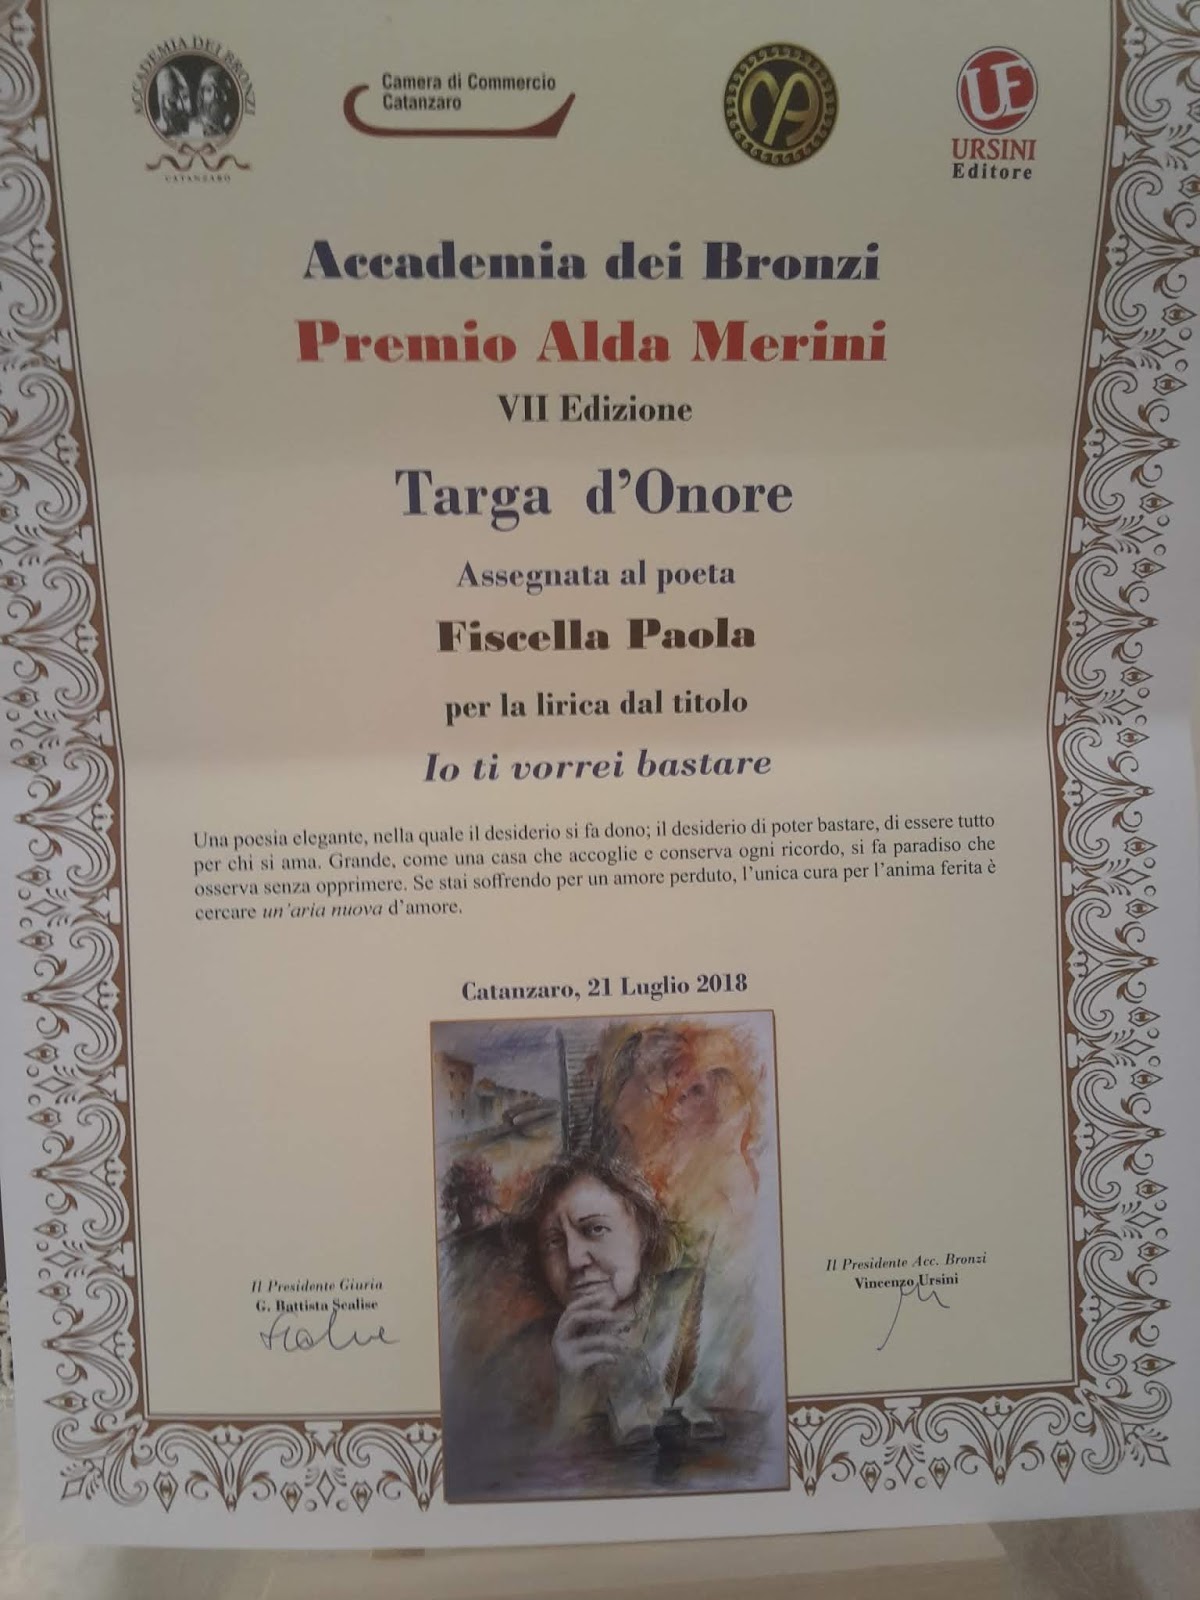 ACCADEMIA DEI BRONZI
CATANZARO
Camera di Commercio
Catanzaro
UE
URSINI
Editore
Accademia dei Bronzi
Premio Alda Merini
VII Edizione
Targa d'Onore
Assegnata al poeta
Fiscella Paola
per la lirica dal titolo
Io ti vorrei bastare
Una poesia elegante, nella quale il desiderio si fa dono; il desiderio di poter bastare, di essere tutto
per chi si ama. Grande, come una casa che accoglie e conserva ogni ricordo, si fa paradiso che
osserva senza opprimere. Se stai soffrendo per un amore perduto, l'unica cura per l'anima ferita è
cercare un'aria nuova d'amore.
Catanzaro, 21 Luglio 2018
Il Presidente Giuria
G. Battista Scalise
Il Presidente Acc. Bronzi
Vincenzo Ursini